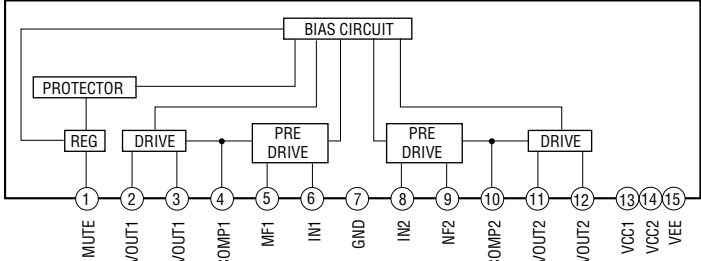 BIAS CIRCUIT
PROTECTOR
REG
DRIVE
PRE
DRIVE
PRE
DRIVE
DRIVE
1 2 3 4 5 6 7 8 9 10 11 12 13 14 15
MUTE
VOUT1
VOUT1
COMP1
MF1
IN1
GND
IN2
NF2
COMP2
VOUT2
VOUT2
VCC1
VCC2
VEE